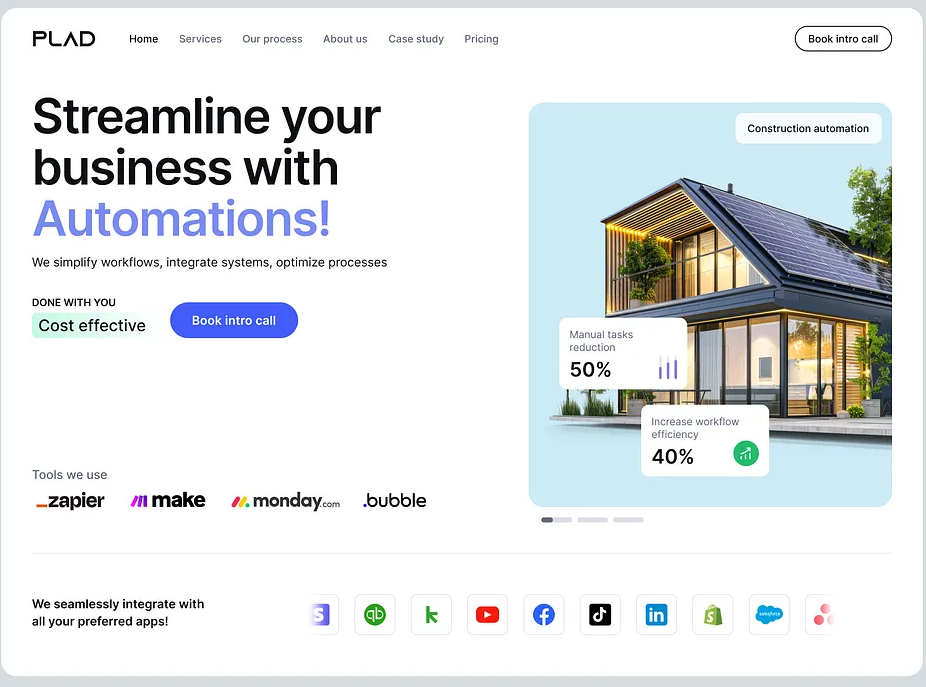 PLAD
Home Services Our process About us Case study Pricing
Book intro call
Streamline your
business with
Automations!
We simplify workflows, integrate systems, optimize processes
DONE WITH YOU
Cost effective
Book intro call
Construction automation
Manual tasks
reduction
50%
Increase workflow
efficiency
40%
Tools we use
zapier make monday.com bubble
We seamlessly integrate with
all your preferred apps!
S qb k in S salesforce